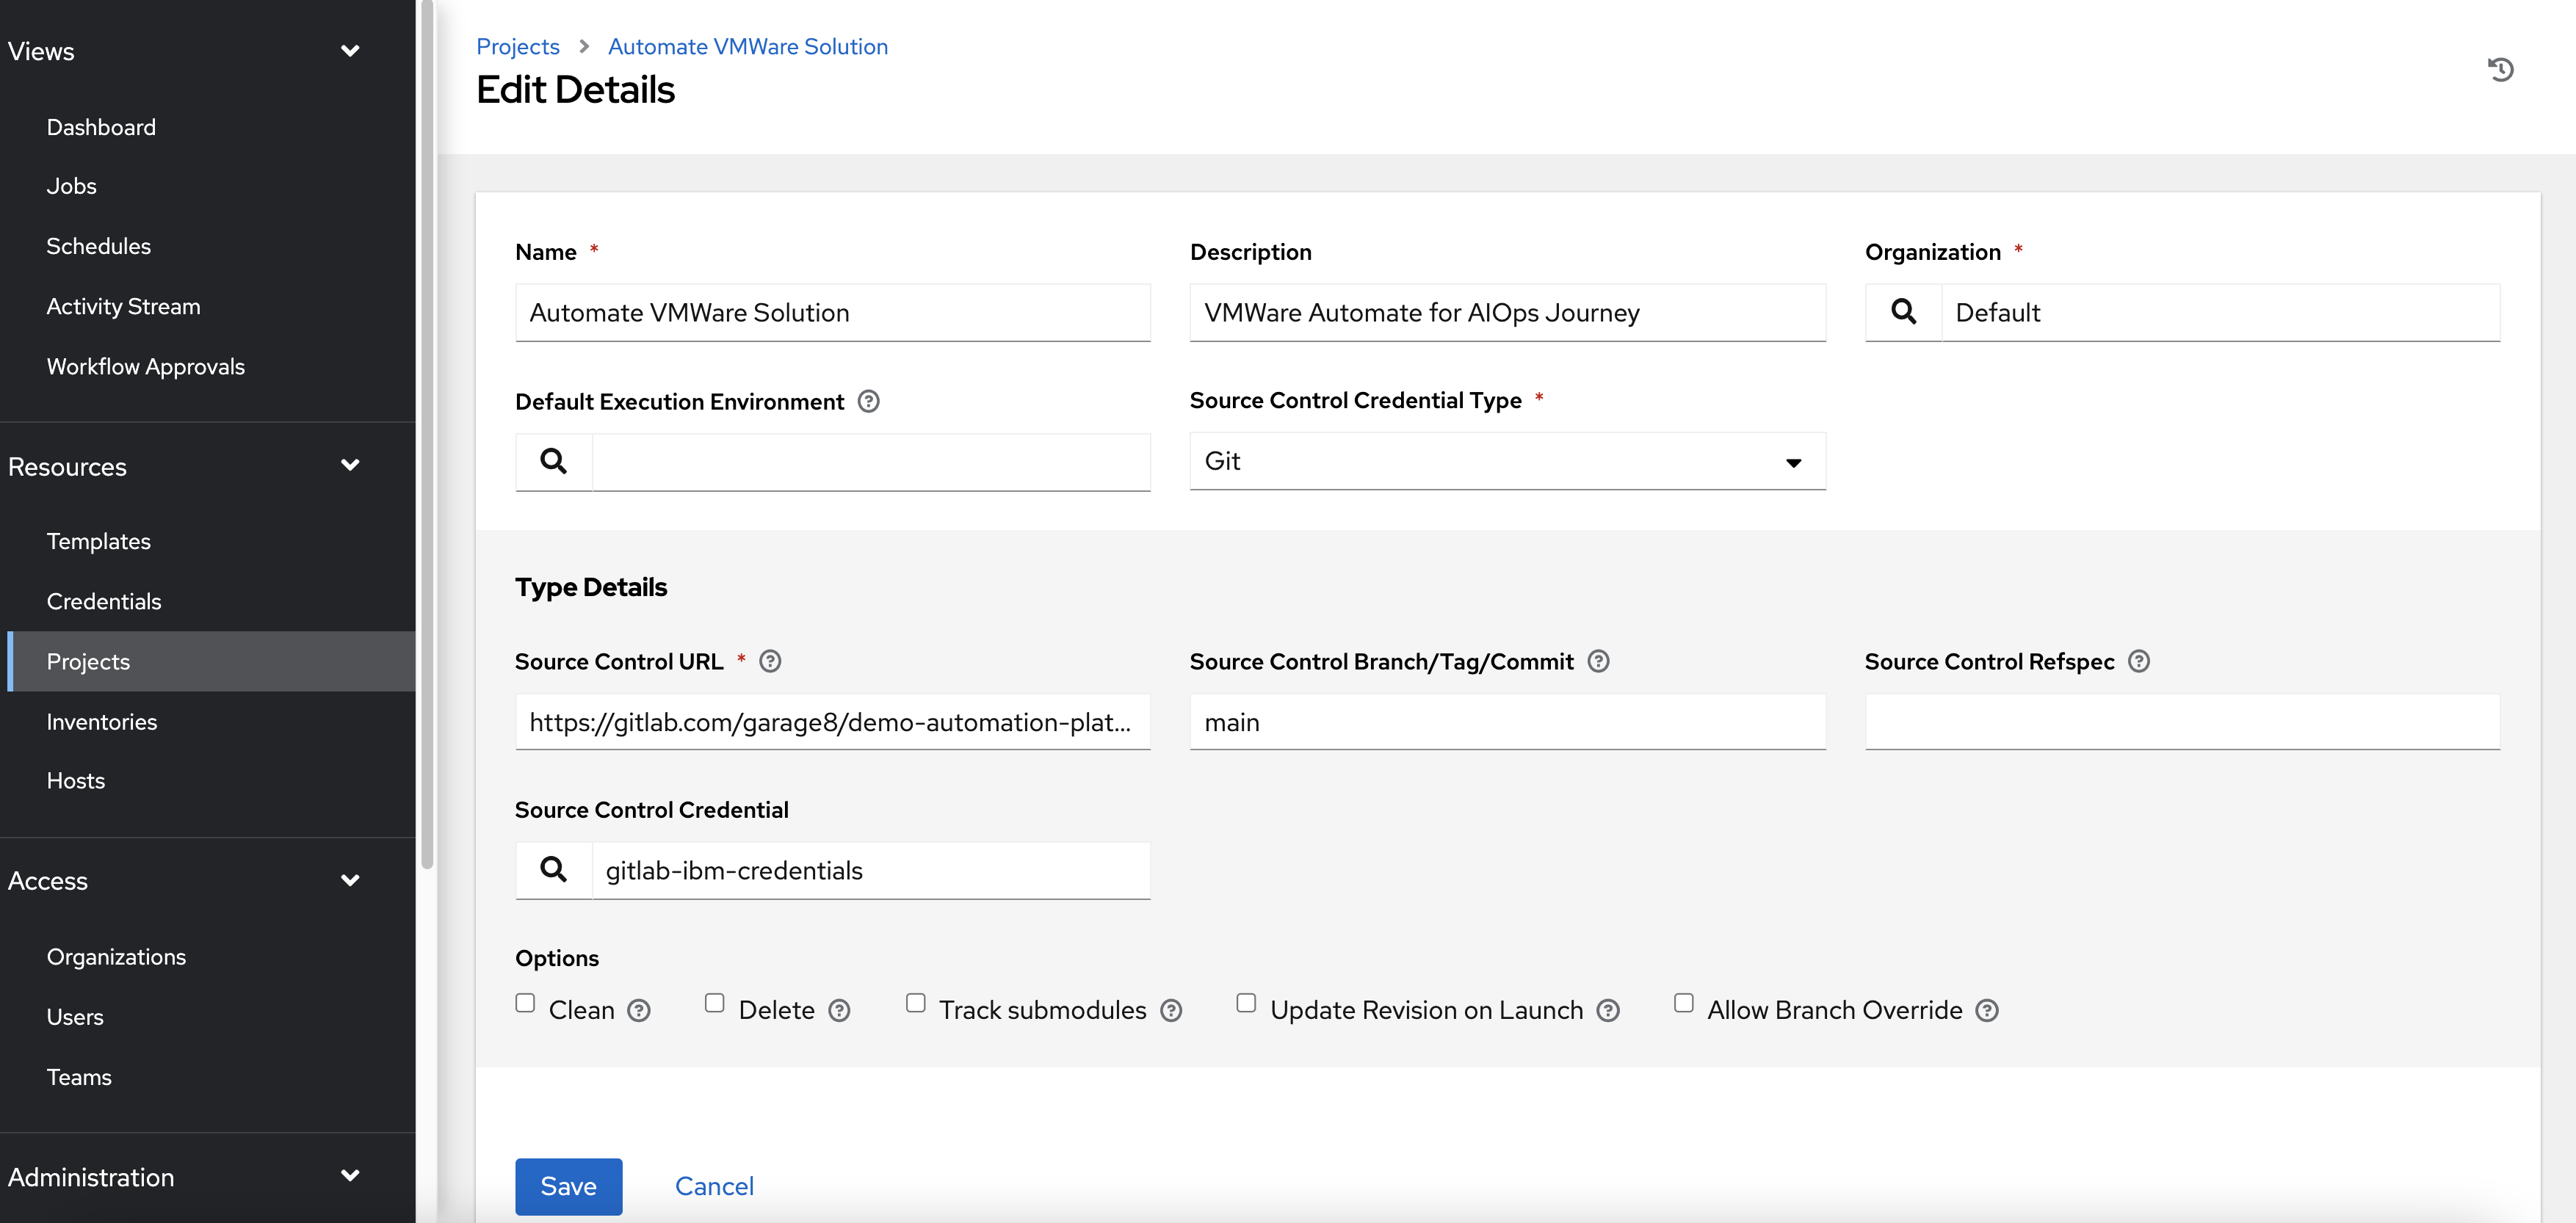 Views
Dashboard
Jobs
Schedules
Activity Stream
Workflow Approvals
Resources
Templates
Credentials
Projects
Inventories
Hosts
Access
Organizations
Users
Teams
Administration
Projects > Automate VMWare Solution
Edit Details
Name *
Automate VMWare Solution
Description
VMWare Automate for AIOps Journey
Organization *
Default
Default Execution Environment
Source Control Credential Type *
Git
Type Details
Source Control URL *
https://gitlab.com/garage8/demo-automation-plat...
Source Control Branch/Tag/Commit
main
Source Control Refspec
Source Control Credential
gitlab-ibm-credentials
Options
Clean
Delete
Track submodules
Update Revision on Launch
Allow Branch Override
Save
Cancel